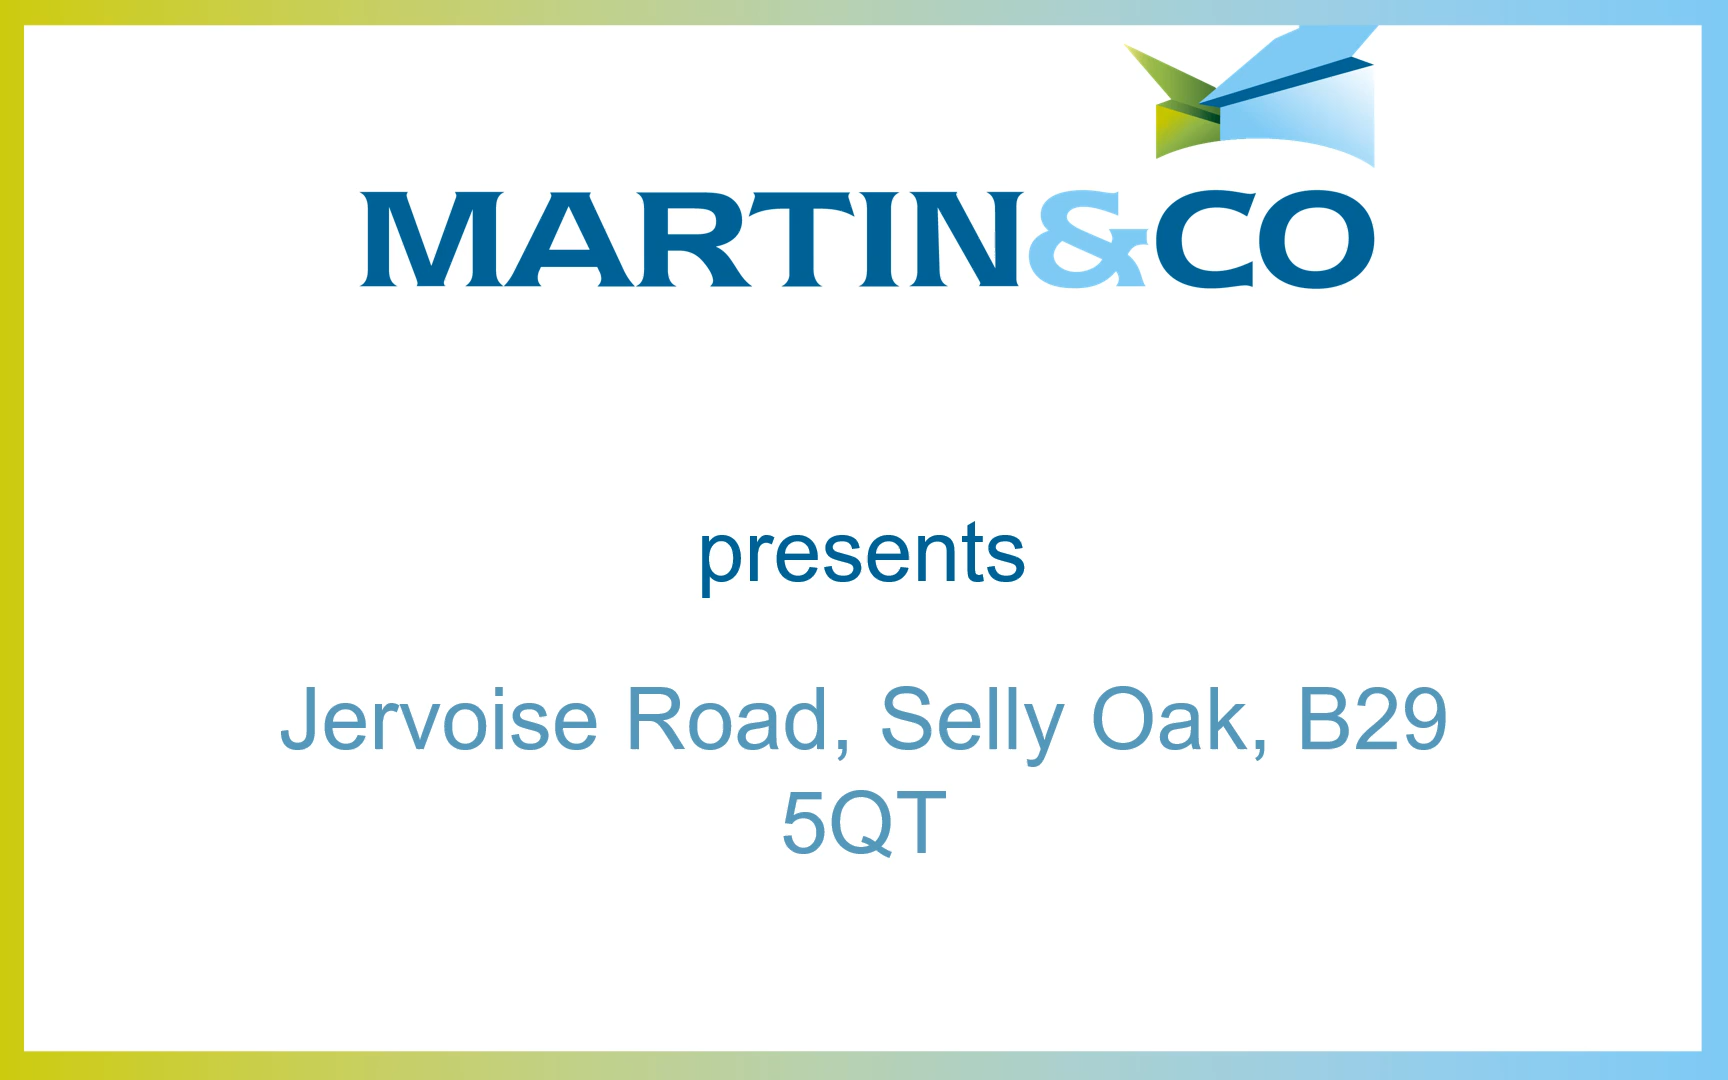 MARTIN&CO
presents
Jervoise Road, Selly Oak, B29
5QT